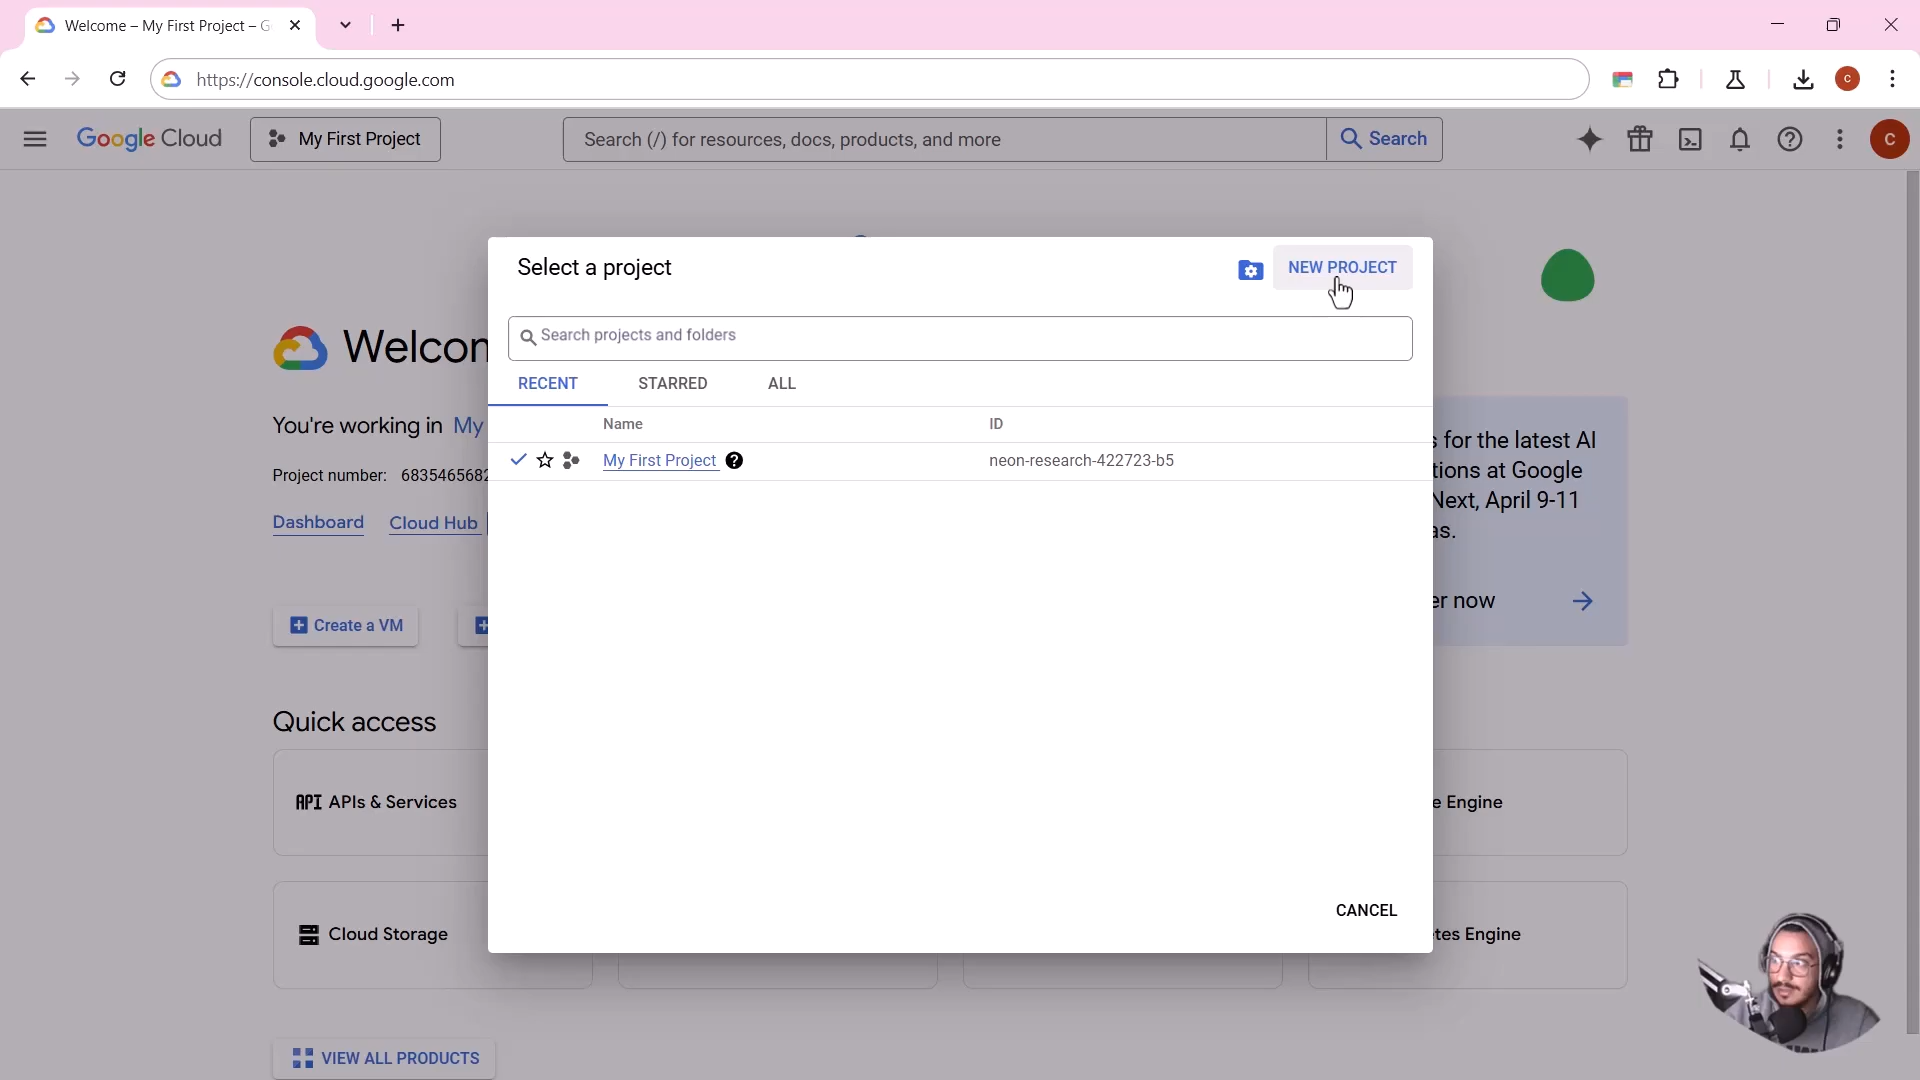 Welcome – My First Project – G
https://console.cloud.google.com
C
Google Cloud
My First Project
Search (/) for resources, docs, products, and more
Search
C
Select a project
NEW PROJECT
Search projects and folders
RECENT
STARRED
ALL
Name
ID
My First Project
neon-research-422723-b5
CANCEL
Welcon
You're working in My
Project number: 6835465682
Dashboard
Cloud Hub
s for the latest AI
tions at Google
Next, April 9-11
as.
er now
Create a VM
Quick access
API APIs & Services
e Engine
Cloud Storage
etes Engine
VIEW ALL PRODUCTS